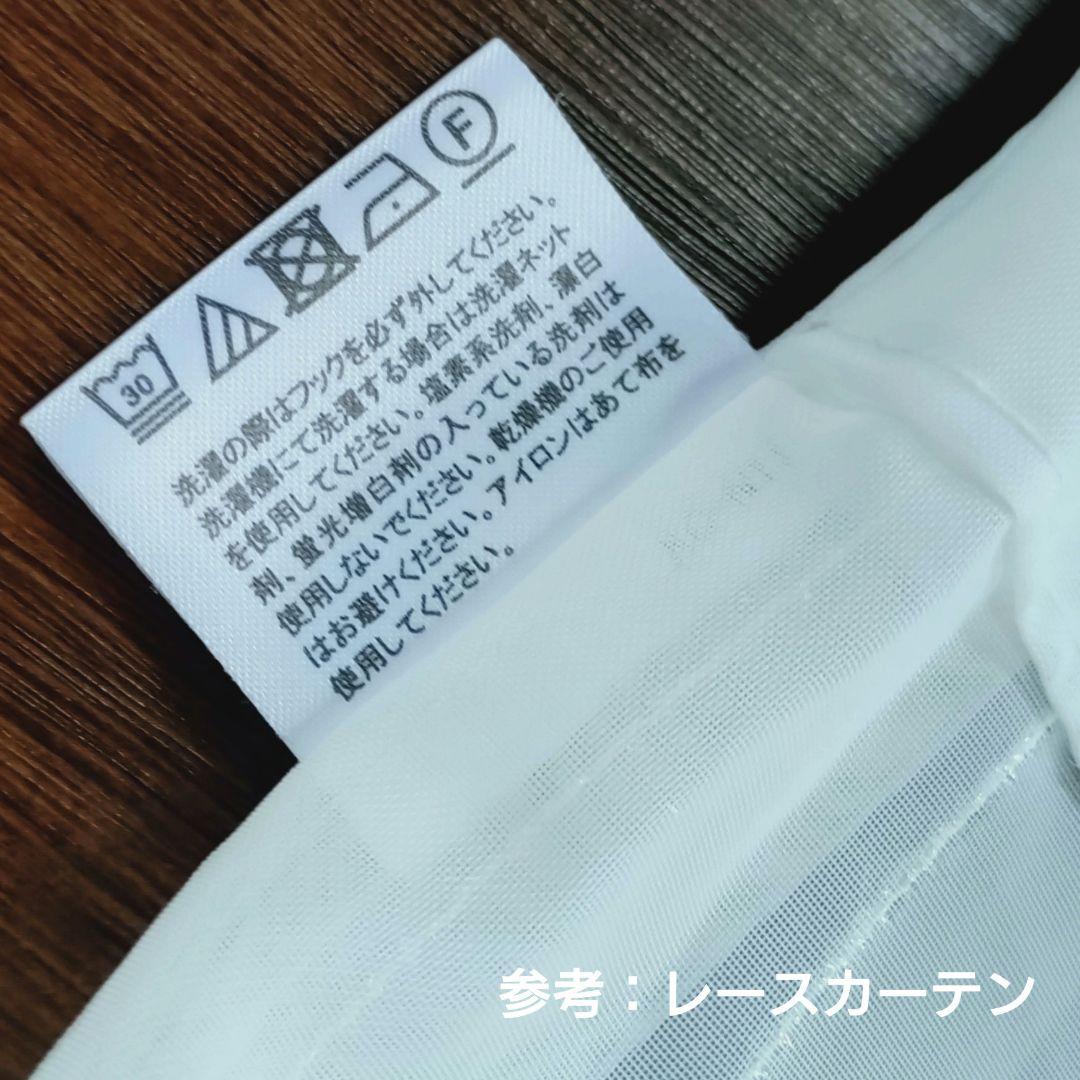 F
30
洗濯の際はフックを必ず外してください。
洗濯機にて洗濯する場合は洗濯ネット
を使用してください。塩素系洗剤、漂白
剤、蛍光増白剤の入っている洗剤は
使用しないでください。乾燥機のご使用
はお避けください。アイロンはあて布を
使用してください。
参考：レースカーテン